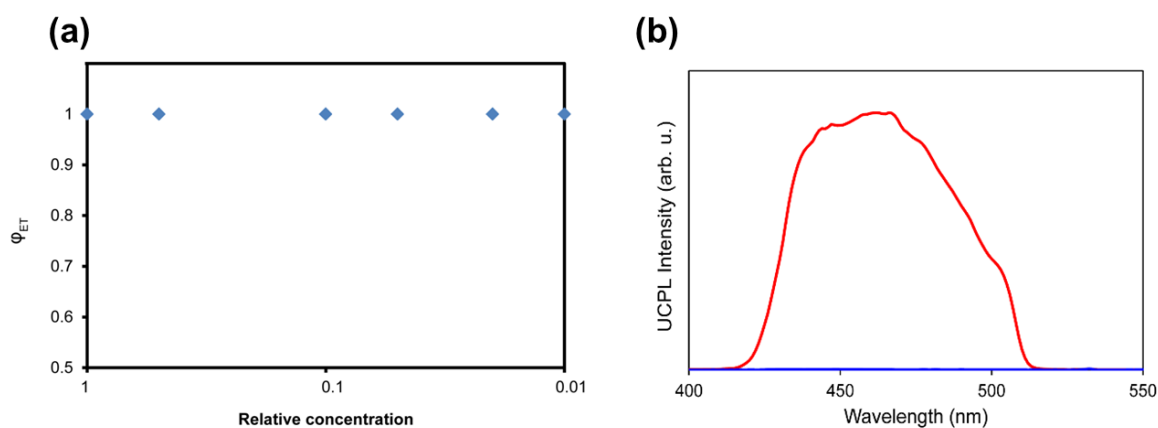 (a)
1
0.9
0.8
0.7
0.6
0.5
φET
1
0.1
0.01
Relative concentration
(b)
UCPL Intensity (arb. u.)
400
450
500
550
Wavelength (nm)